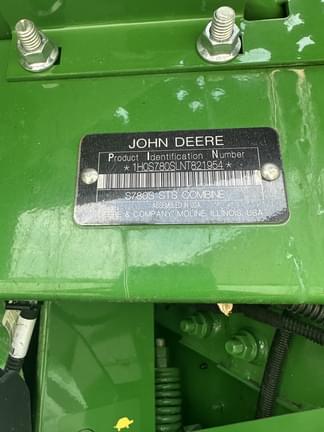 JOHN DEERE
Product Identification Number
*1H0S780SLNT821954*
S780S STS COMBINE
ASSEMBLED IN USA
DEERE & COMPANY MOLINE, ILLINOIS, USA